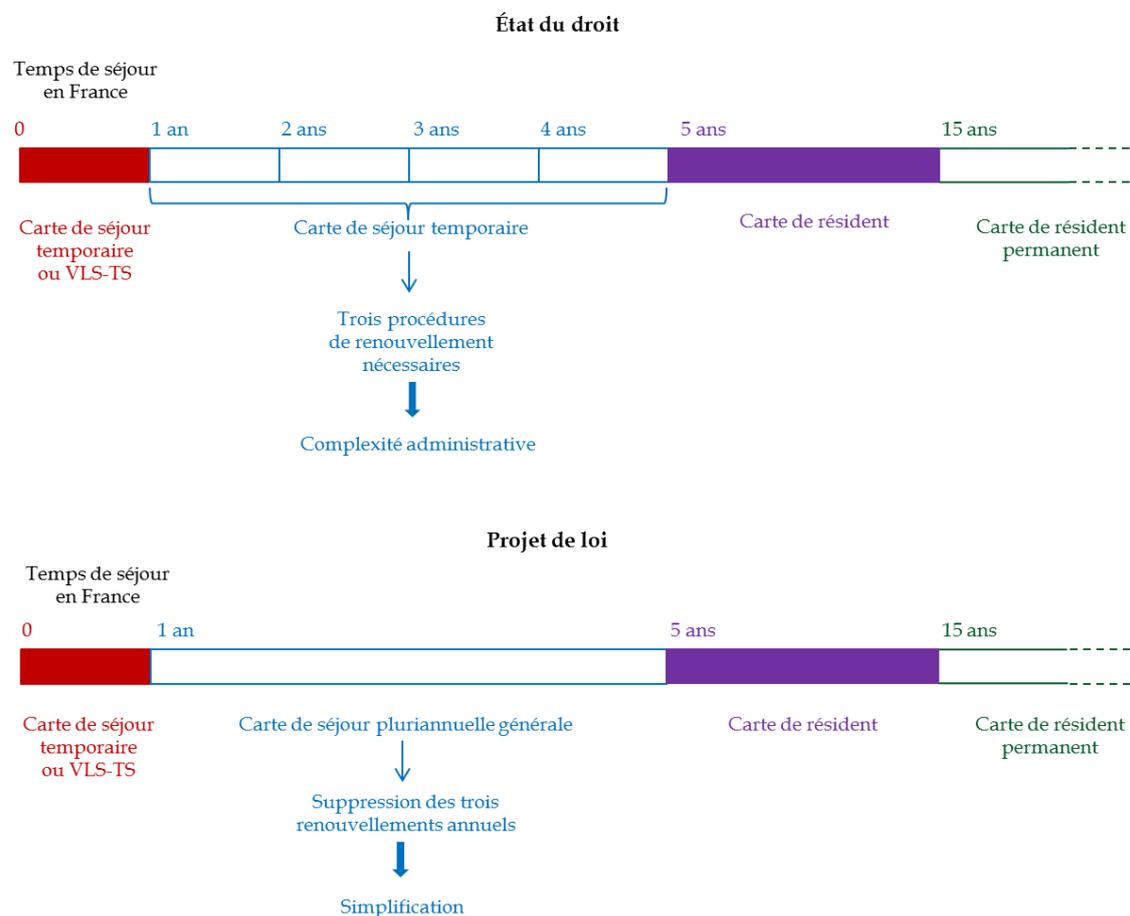 État du droit
Temps de séjour
en France
0
1 an
2 ans
3 ans
4 ans
5 ans
15 ans
Carte de séjour
temporaire
ou VLS-TS
Carte de séjour temporaire
Carte de résident
Carte de résident
permanent
Trois procédures
de renouvellement
nécessaires
Complexité administrative
Projet de loi
Temps de séjour
en France
0
1 an
5 ans
15 ans
Carte de séjour
temporaire
ou VLS-TS
Carte de séjour pluriannuelle générale
Carte de résident
Carte de résident
permanent
Suppression des trois
renouvellements annuels
Simplification